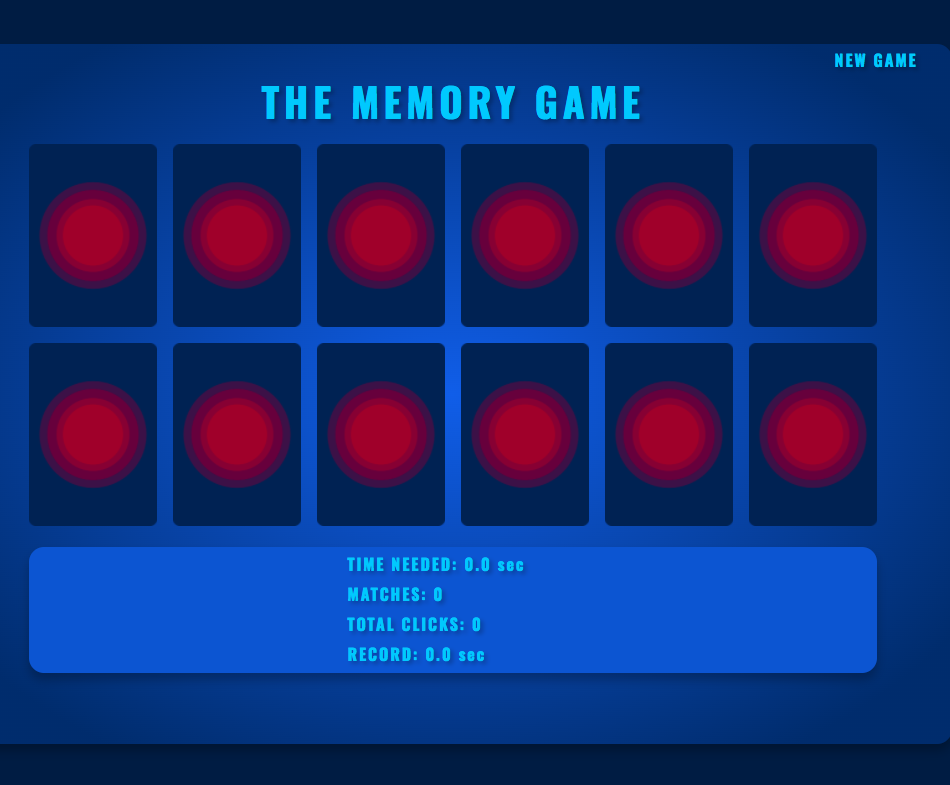 NEW GAME
THE MEMORY GAME
TIME NEEDED: 0.0 sec
MATCHES: 0
TOTAL CLICKS: 0
RECORD: 0.0 sec